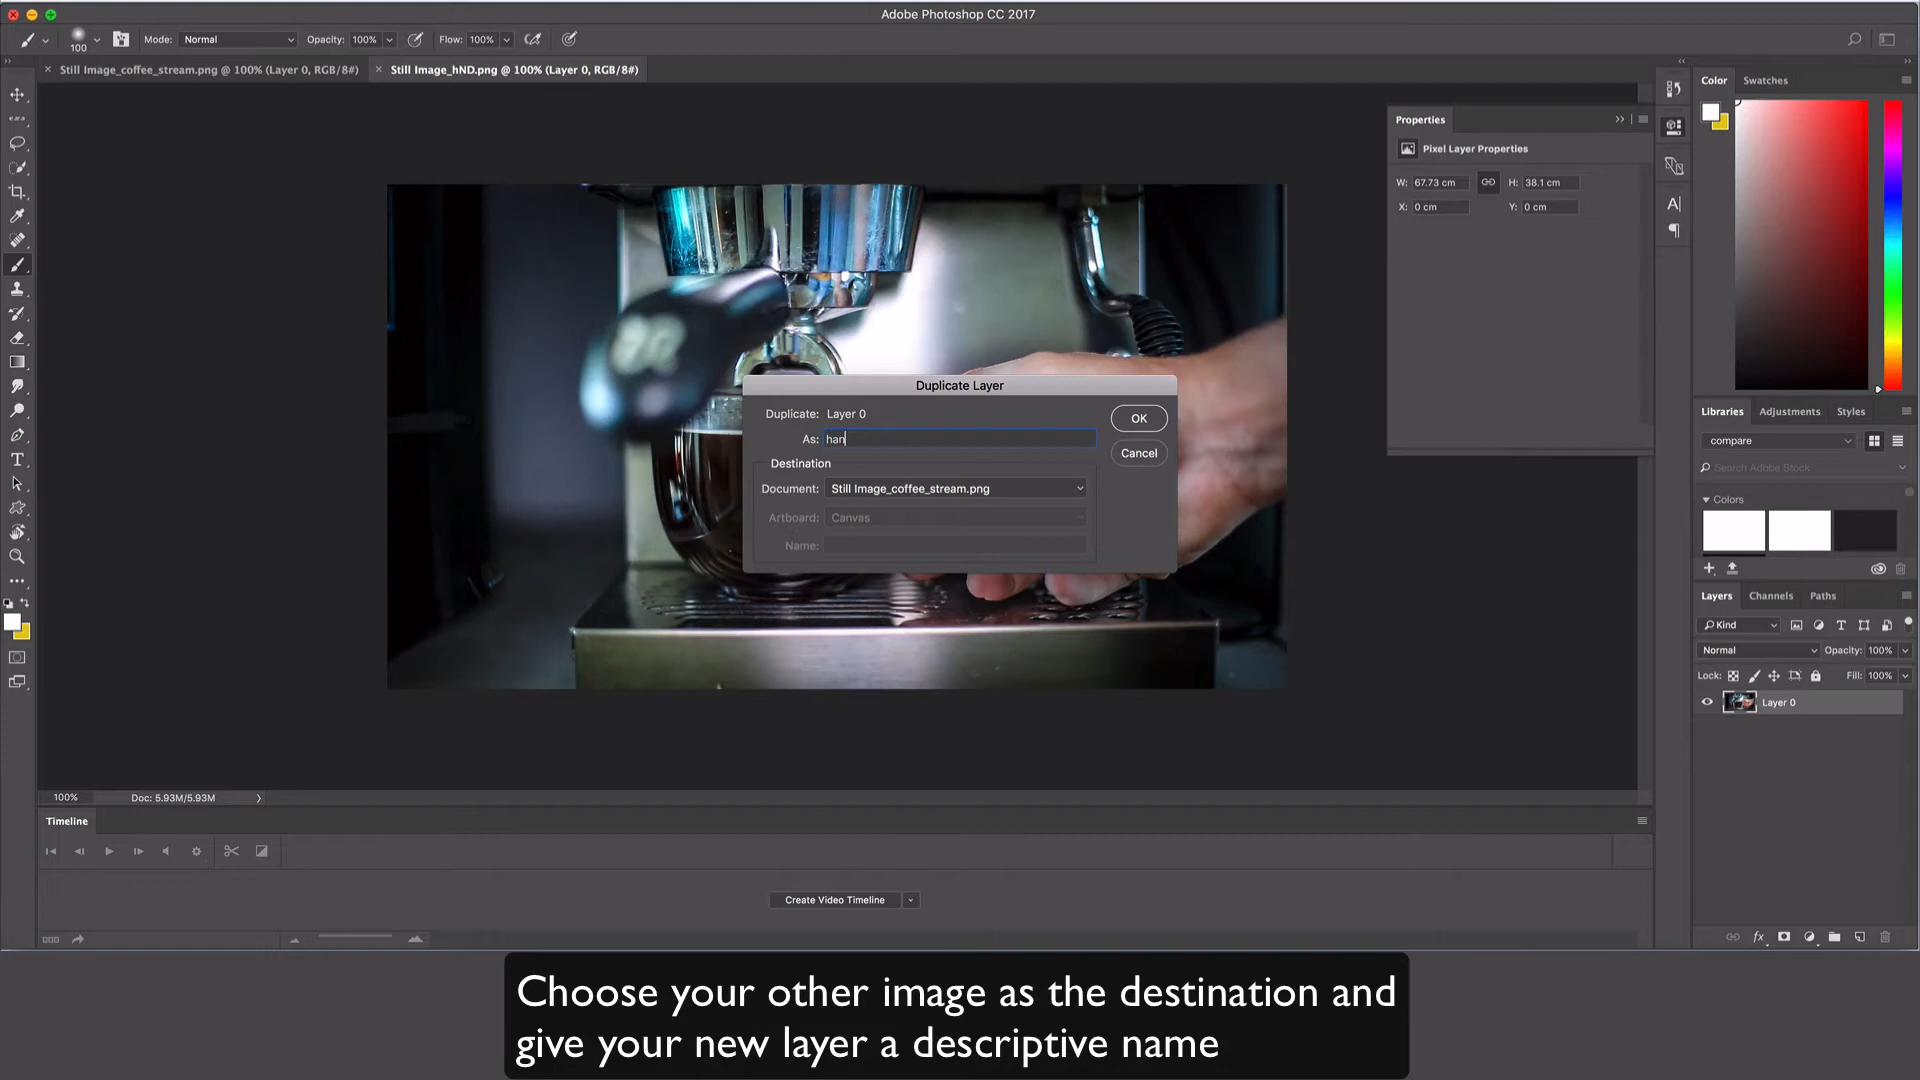 Adobe Photoshop CC 2017
100 Mode: Normal Opacity: 100% Flow: 100%
Still Image_coffee_stream.png @ 100% (Layer 0, RGB/8#) Still Image_hND.png @ 100% (Layer 0, RGB/8#)
Color Swatches
Properties
Pixel Layer Properties
W: 67.73 cm H: 38.1 cm
X: 0 cm Y: 0 cm
Duplicate Layer
Duplicate: Layer 0
As: han
OK
Cancel
Destination
Document: Still Image_coffee_stream.png
Artboard: Canvas
Name:
Libraries Adjustments Styles
compare
Search Adobe Stock
Colors
Layers Channels Paths
Kind
Normal Opacity: 100%
Lock: Fill: 100%
Layer 0
100% Doc: 5.93M/5.93M
Timeline
Create Video Timeline
Choose your other image as the destination and
give your new layer a descriptive name